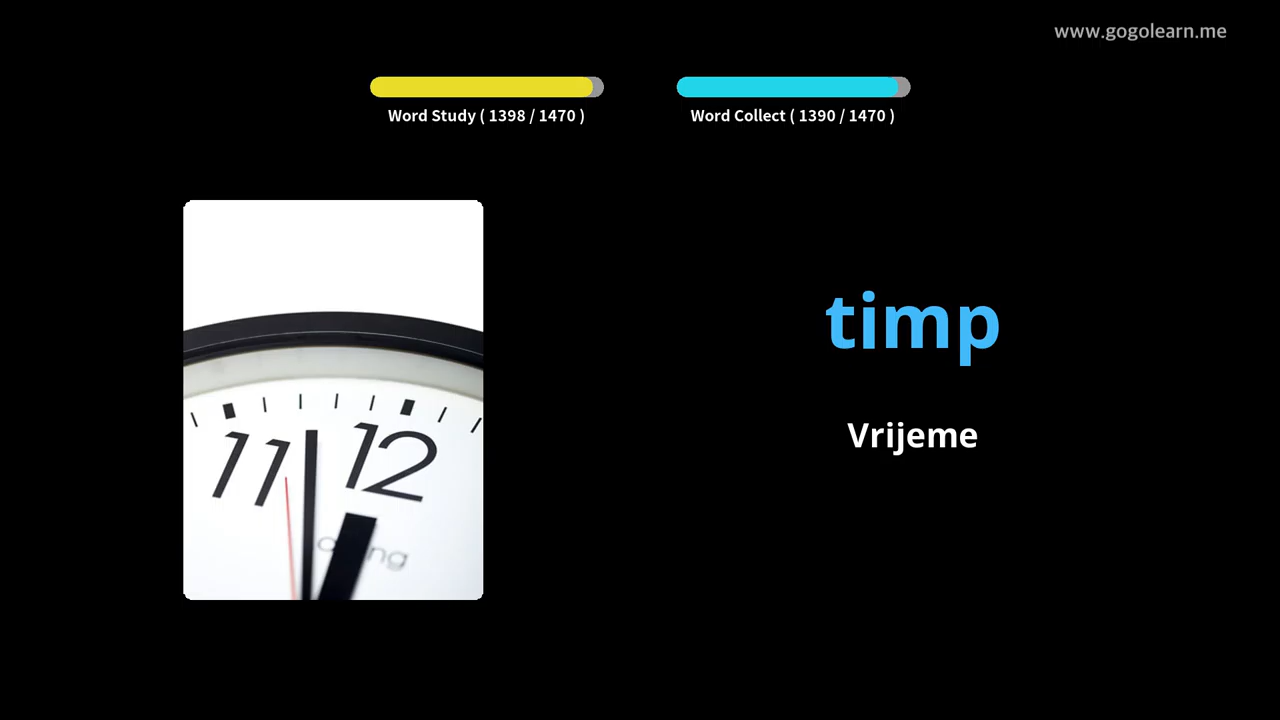 www.gogolearn.me
Word Study ( 1398 / 1470 )
Word Collect ( 1390 / 1470 )
timp
Vrijeme
11
12